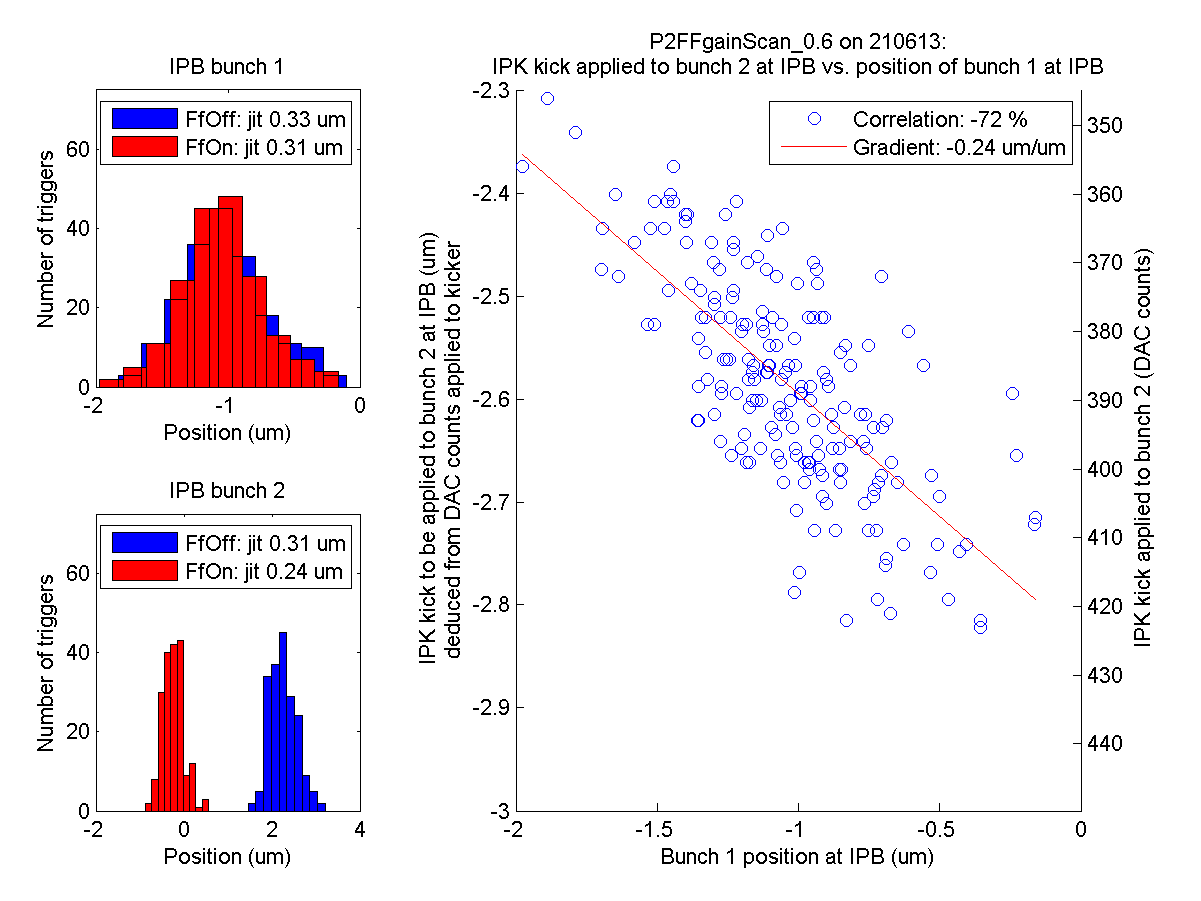 P2FFgainScan_0.6 on 210613:
IPK kick applied to bunch 2 at IPB vs. position of bunch 1 at IPB
IPB bunch 1
FfOff: jit 0.33 um
FfOn: jit 0.31 um
Number of triggers
60
40
20
0
-2
-1
0
Position (um)
IPB bunch 2
FfOff: jit 0.31 um
FfOn: jit 0.24 um
Number of triggers
60
40
20
0
-2
0
2
4
Position (um)
Correlation: -72 %
Gradient: -0.24 um/um
IPK kick to be applied to bunch 2 at IPB (um)
deduced from DAC counts applied to kicker
-2.3
-2.4
-2.5
-2.6
-2.7
-2.8
-2.9
-3
-2
-1.5
-1
-0.5
0
Bunch 1 position at IPB (um)
350
360
370
380
390
400
410
420
430
440
IPK kick applied to bunch 2 (DAC counts)